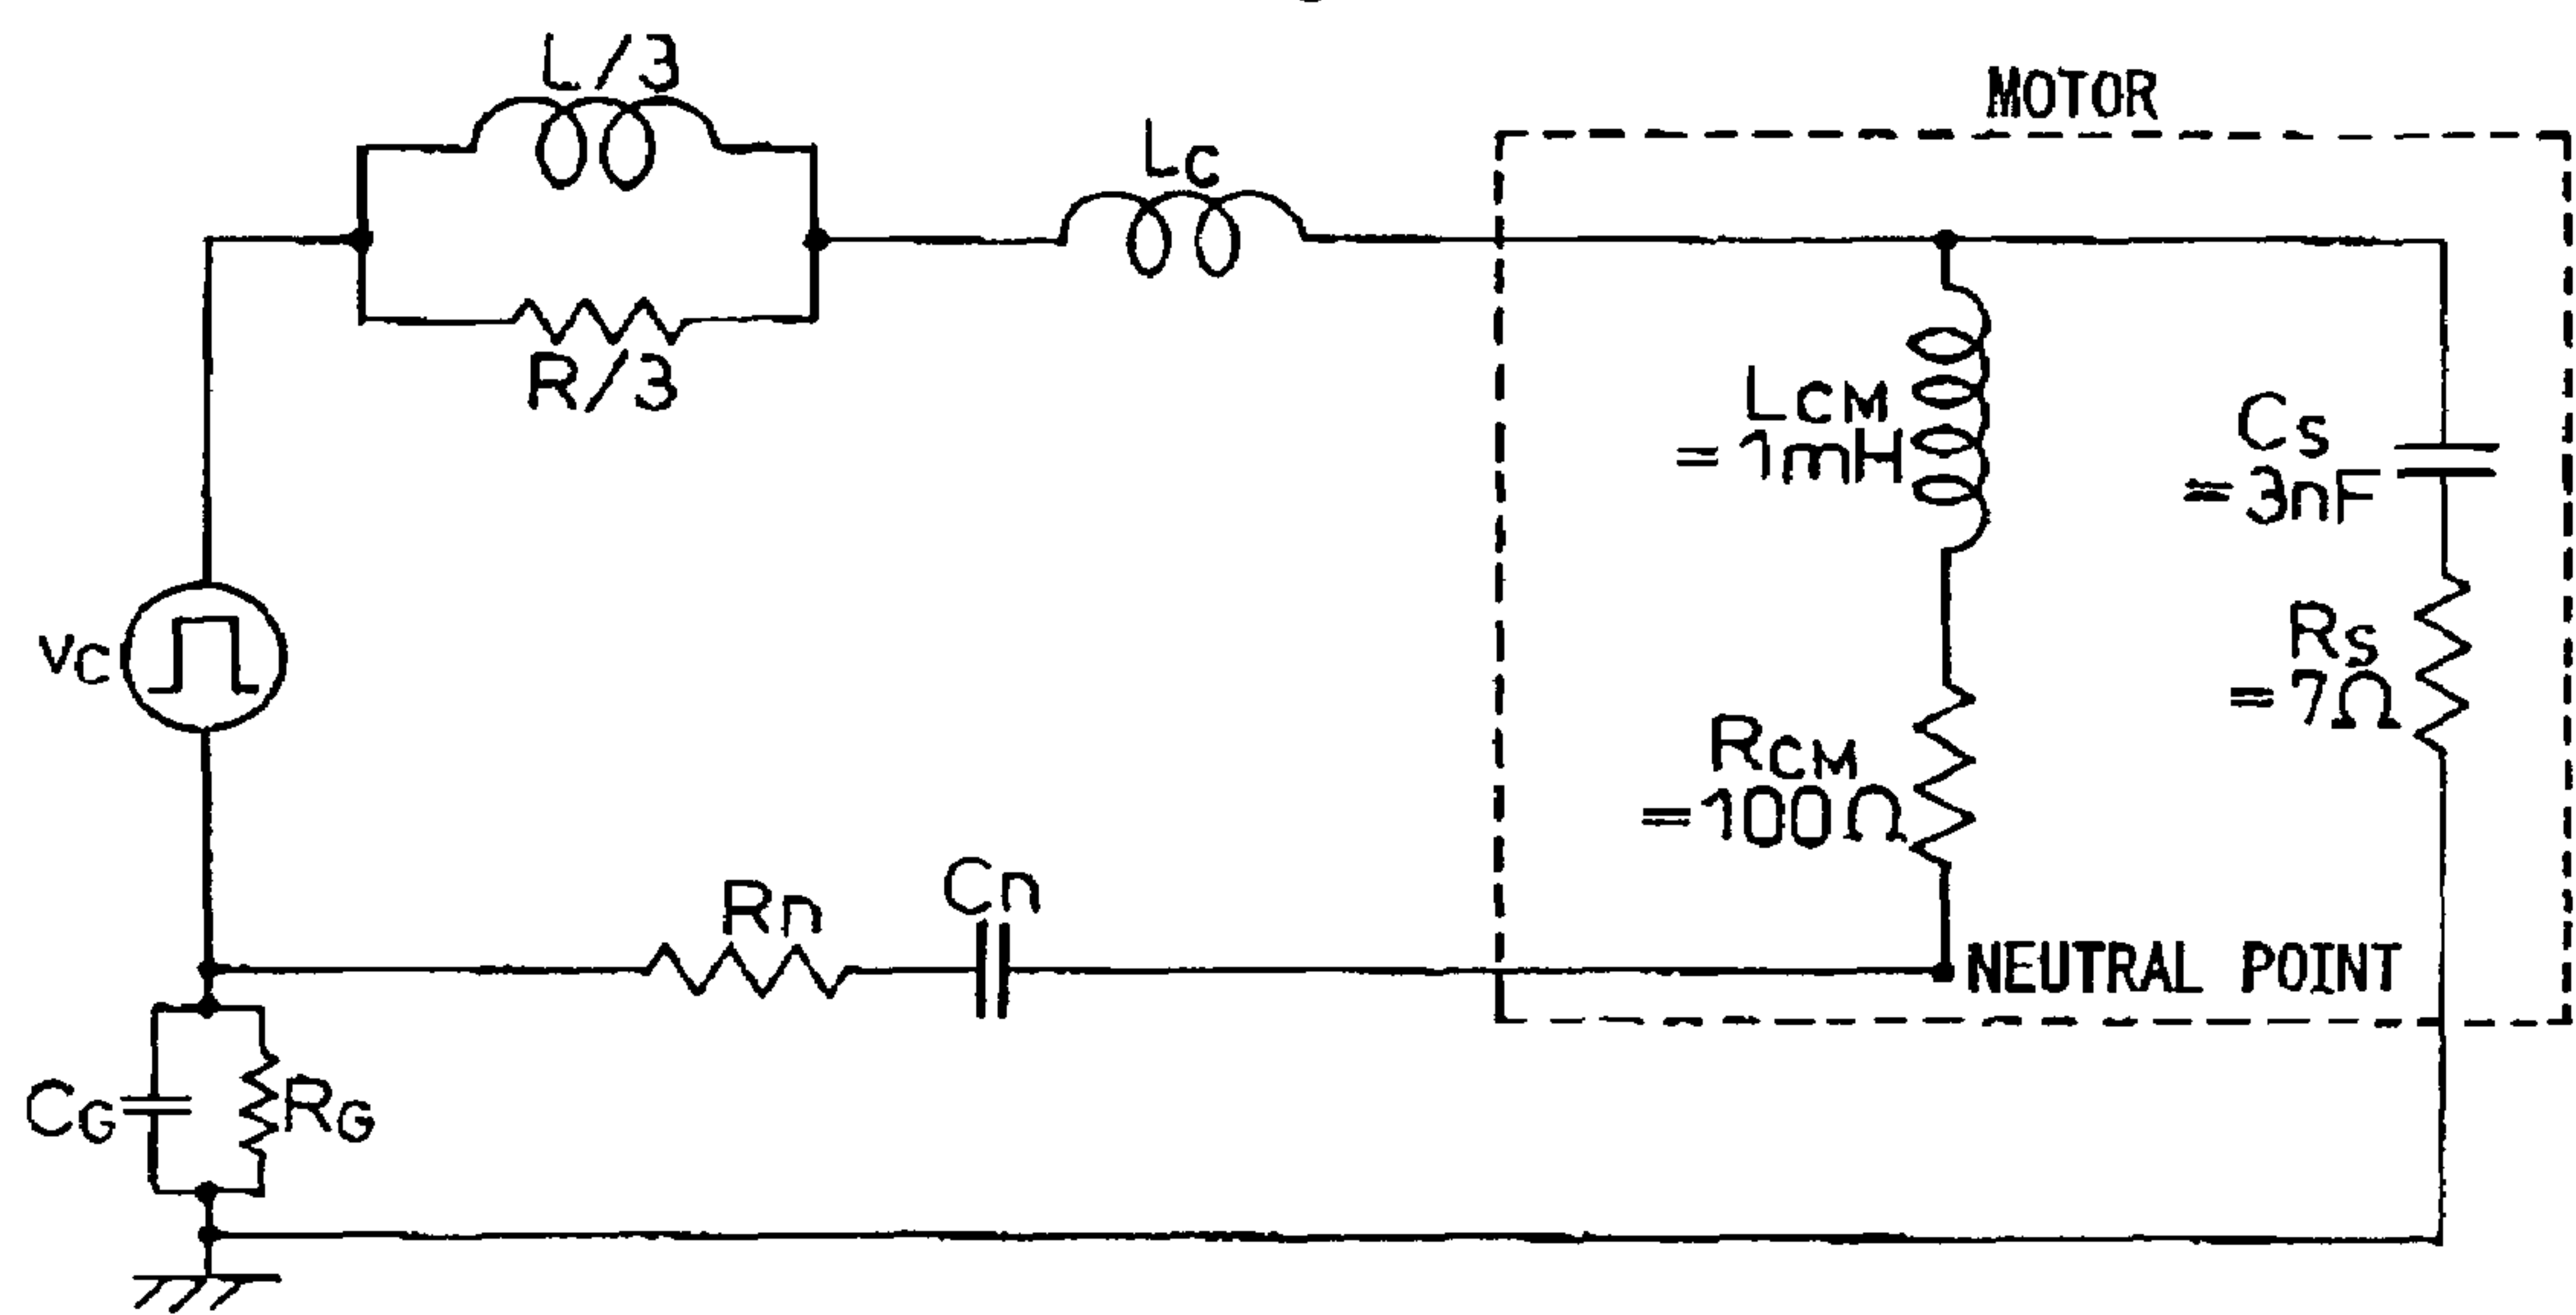 L/3
MOTOR
LC
R/3
LCM
=1mH
CS
=3nF
vC
RS
=7Ω
RCM
=100Ω
Rn
Cn
NEUTRAL POINT
CG
RG